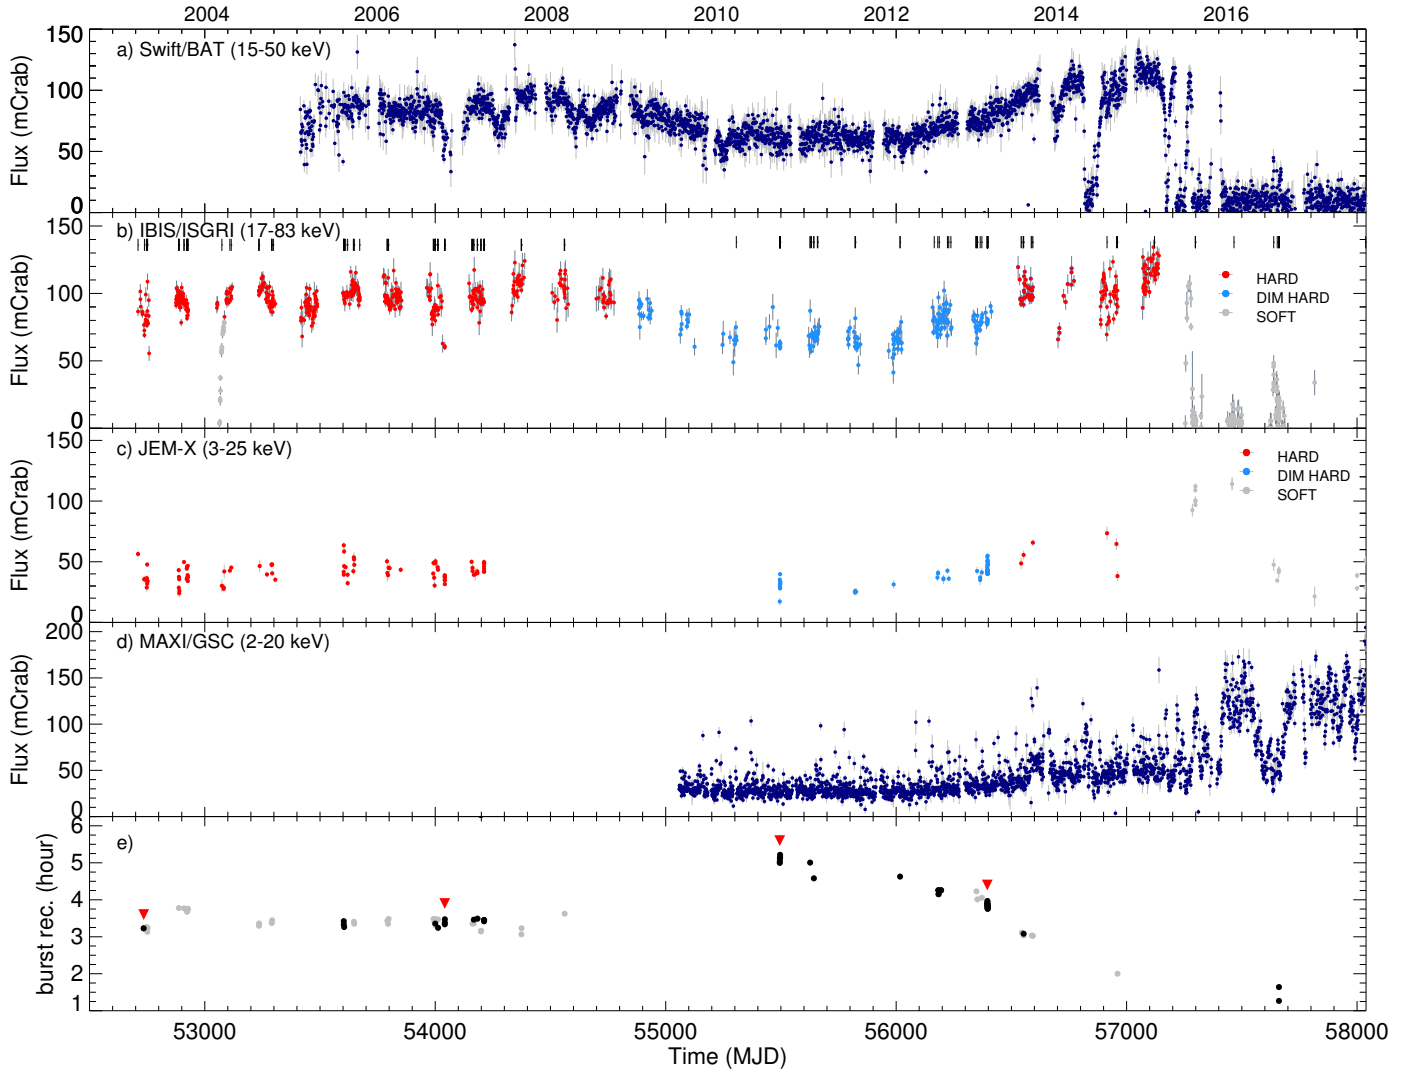 2004 2006 2008 2010 2012 2014 2016
150
a) Swift/BAT (15-50 keV)
100
50
0
Flux (mCrab)
150
b) IBIS/ISGRI (17-83 keV)
100
50
0
Flux (mCrab)
HARD
DIM HARD
SOFT
150
c) JEM-X (3-25 keV)
100
50
0
Flux (mCrab)
HARD
DIM HARD
SOFT
200
d) MAXI/GSC (2-20 keV)
150
100
50
0
Flux (mCrab)
6
e)
5
4
3
2
1
burst rec. (hour)
53000 54000 55000 56000 57000 58000
Time (MJD)